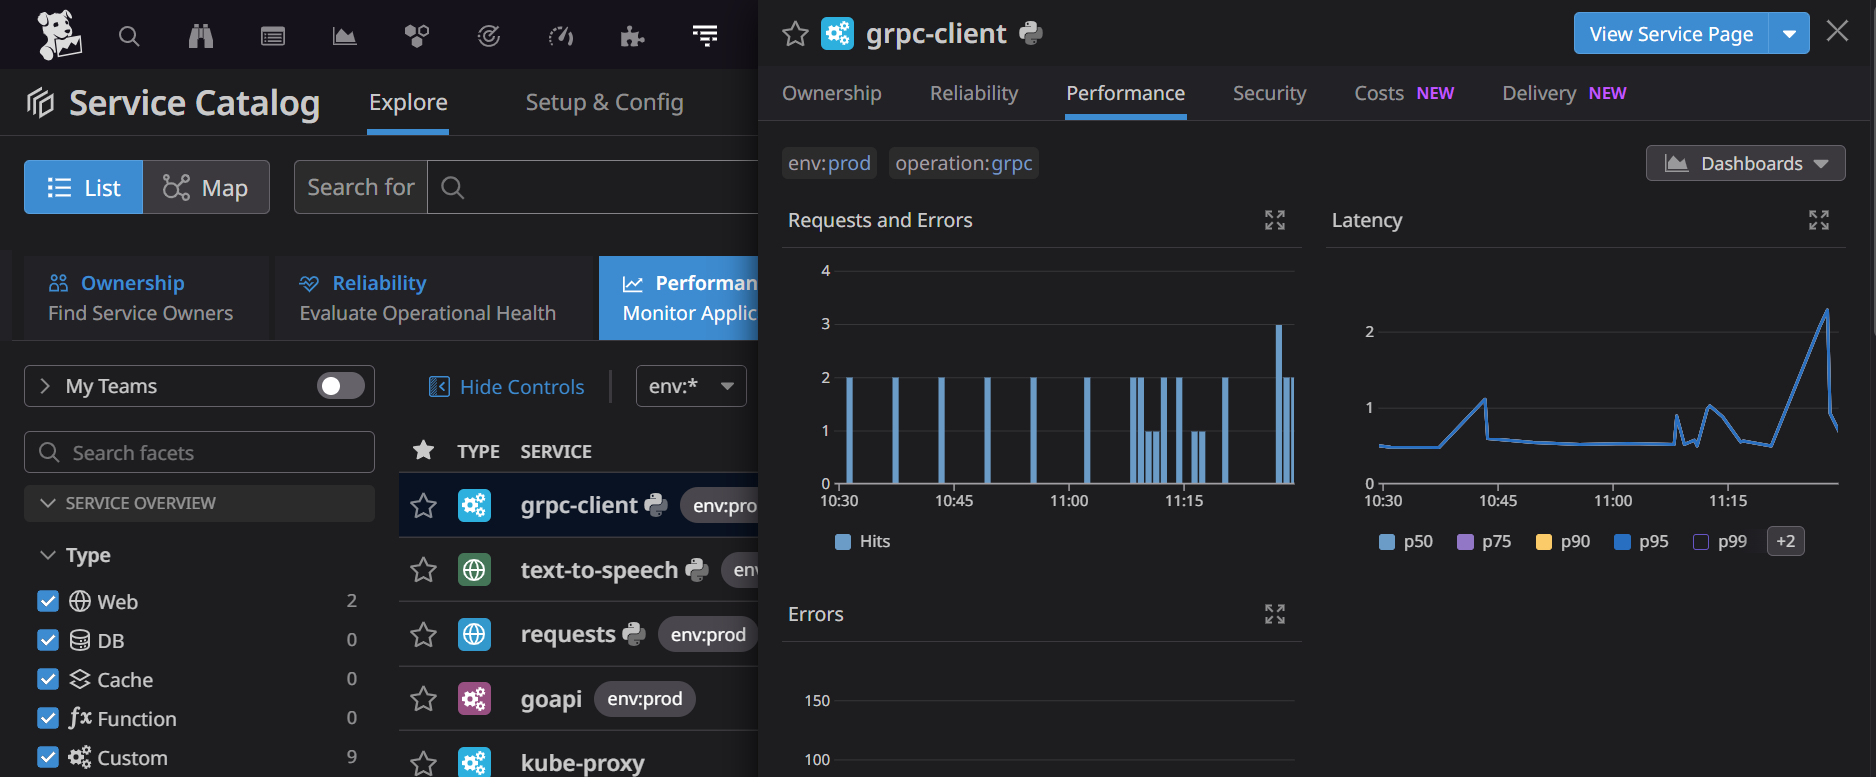 Service Catalog
Explore
Setup & Config
List
Map
Search for
Ownership
Find Service Owners
Reliability
Evaluate Operational Health
Performan
Monitor Applic
My Teams
Hide Controls
env:*
Search facets
SERVICE OVERVIEW
Type
Web 2
DB 0
Cache 0
Function 0
Custom 9
TYPE SERVICE
grpc-client env:pro
text-to-speech en
requests env:prod
goapi env:prod
kube-proxy
grpc-client
View Service Page
Ownership
Reliability
Performance
Security
Costs NEW
Delivery NEW
env:prod
operation:grpc
Dashboards
Requests and Errors
4
3
2
1
0
10:30 10:45 11:00 11:15
Hits
Latency
2
1
0
10:30 10:45 11:00 11:15
p50 p75 p90 p95 p99 +2
Errors
150
100